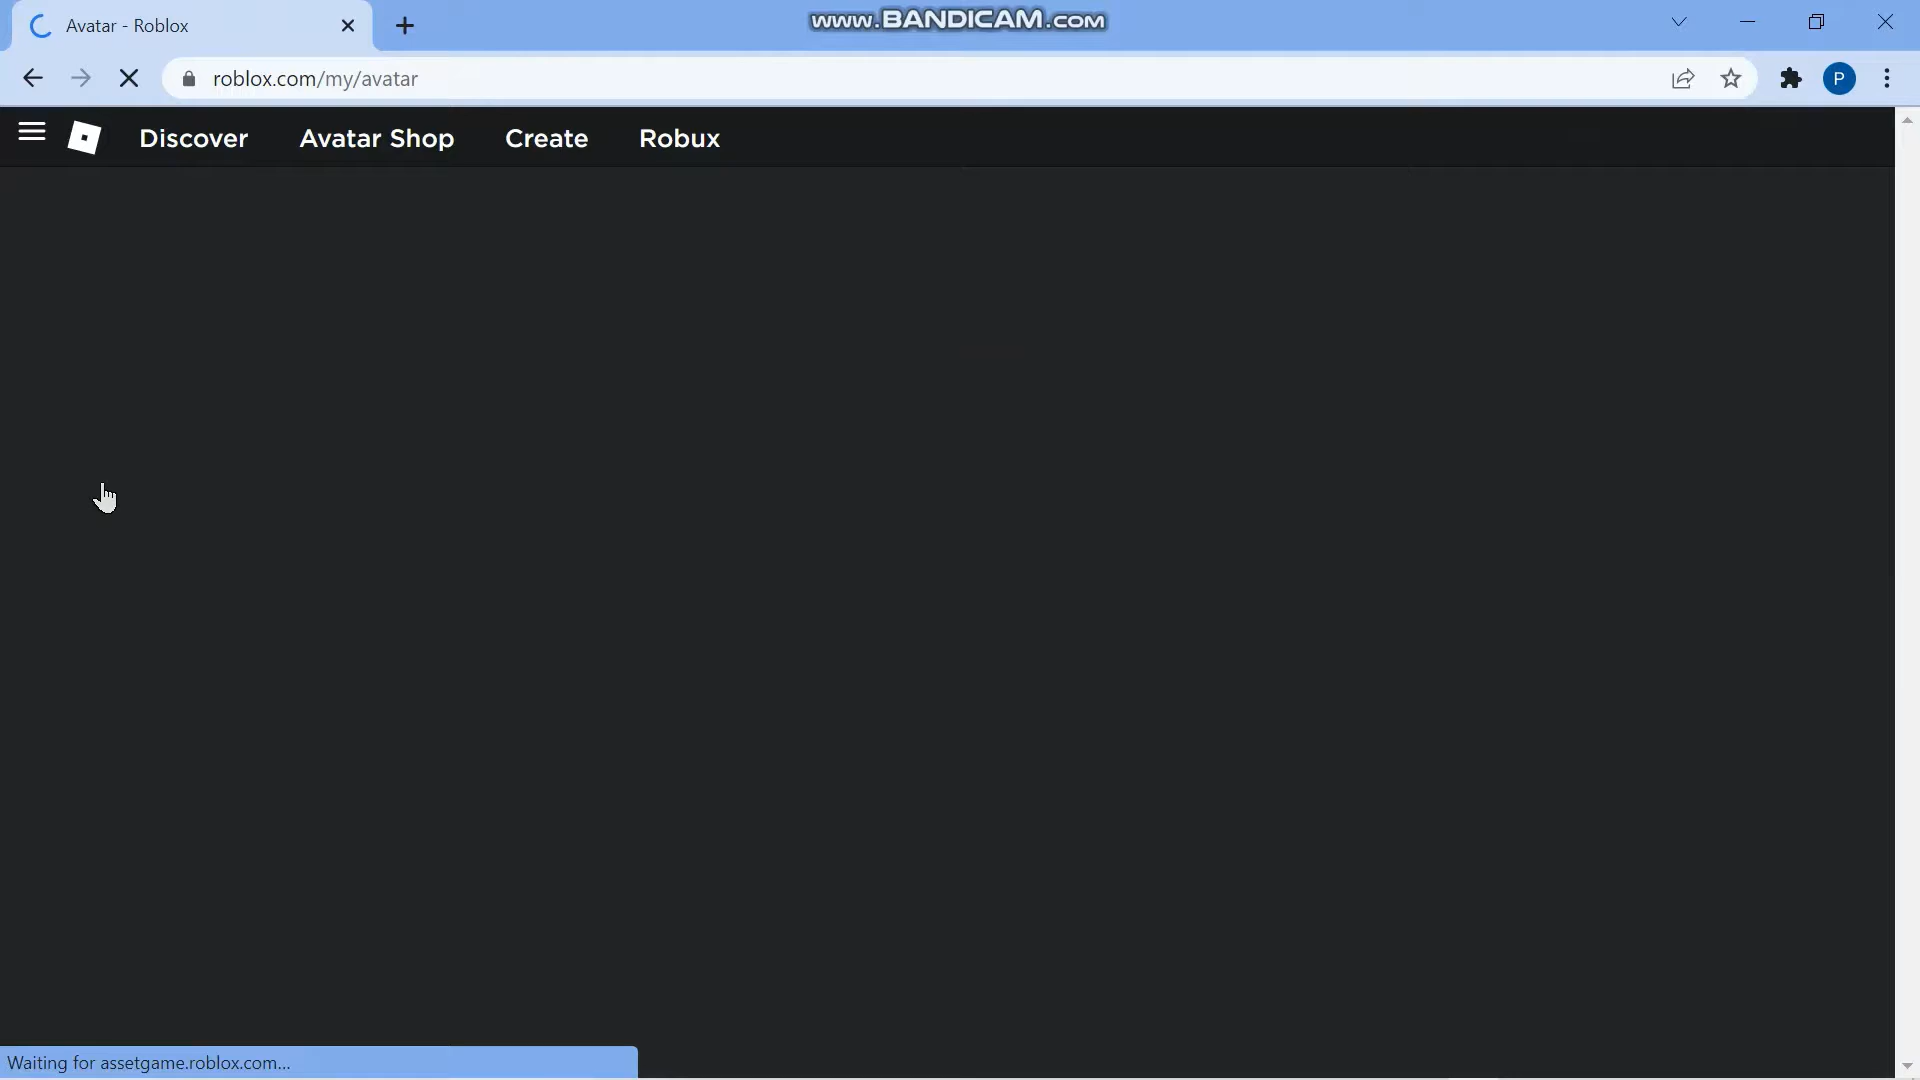 Avatar - Roblox
www.BANDICAM.com
roblox.com/my/avatar
P
Discover
Avatar Shop
Create
Robux
Waiting for assetgame.roblox.com...